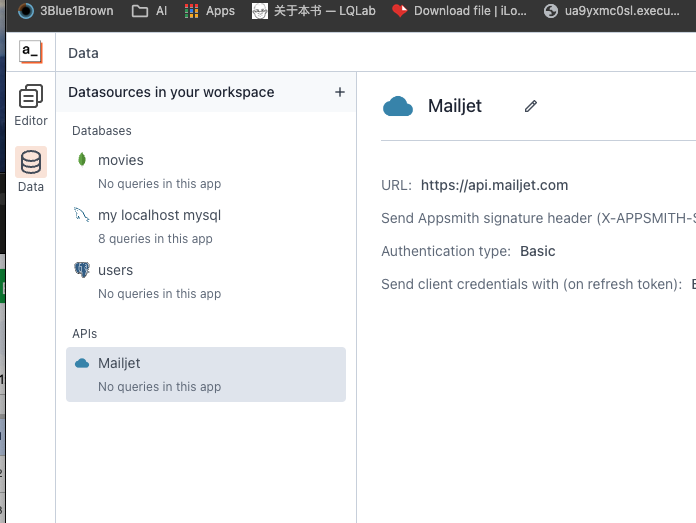 3Blue1Brown
AI
Apps
关于本书 — LQLab
Download file | iLo...
ua9yxmc0sl.execu...
a_
Data
Editor
Data
Datasources in your workspace
+
Databases
movies
No queries in this app
my localhost mysql
8 queries in this app
users
No queries in this app
APIs
Mailjet
No queries in this app
Mailjet
URL: https://api.mailjet.com
Send Appsmith signature header (X-APPSMITH-S
Authentication type: Basic
Send client credentials with (on refresh token):